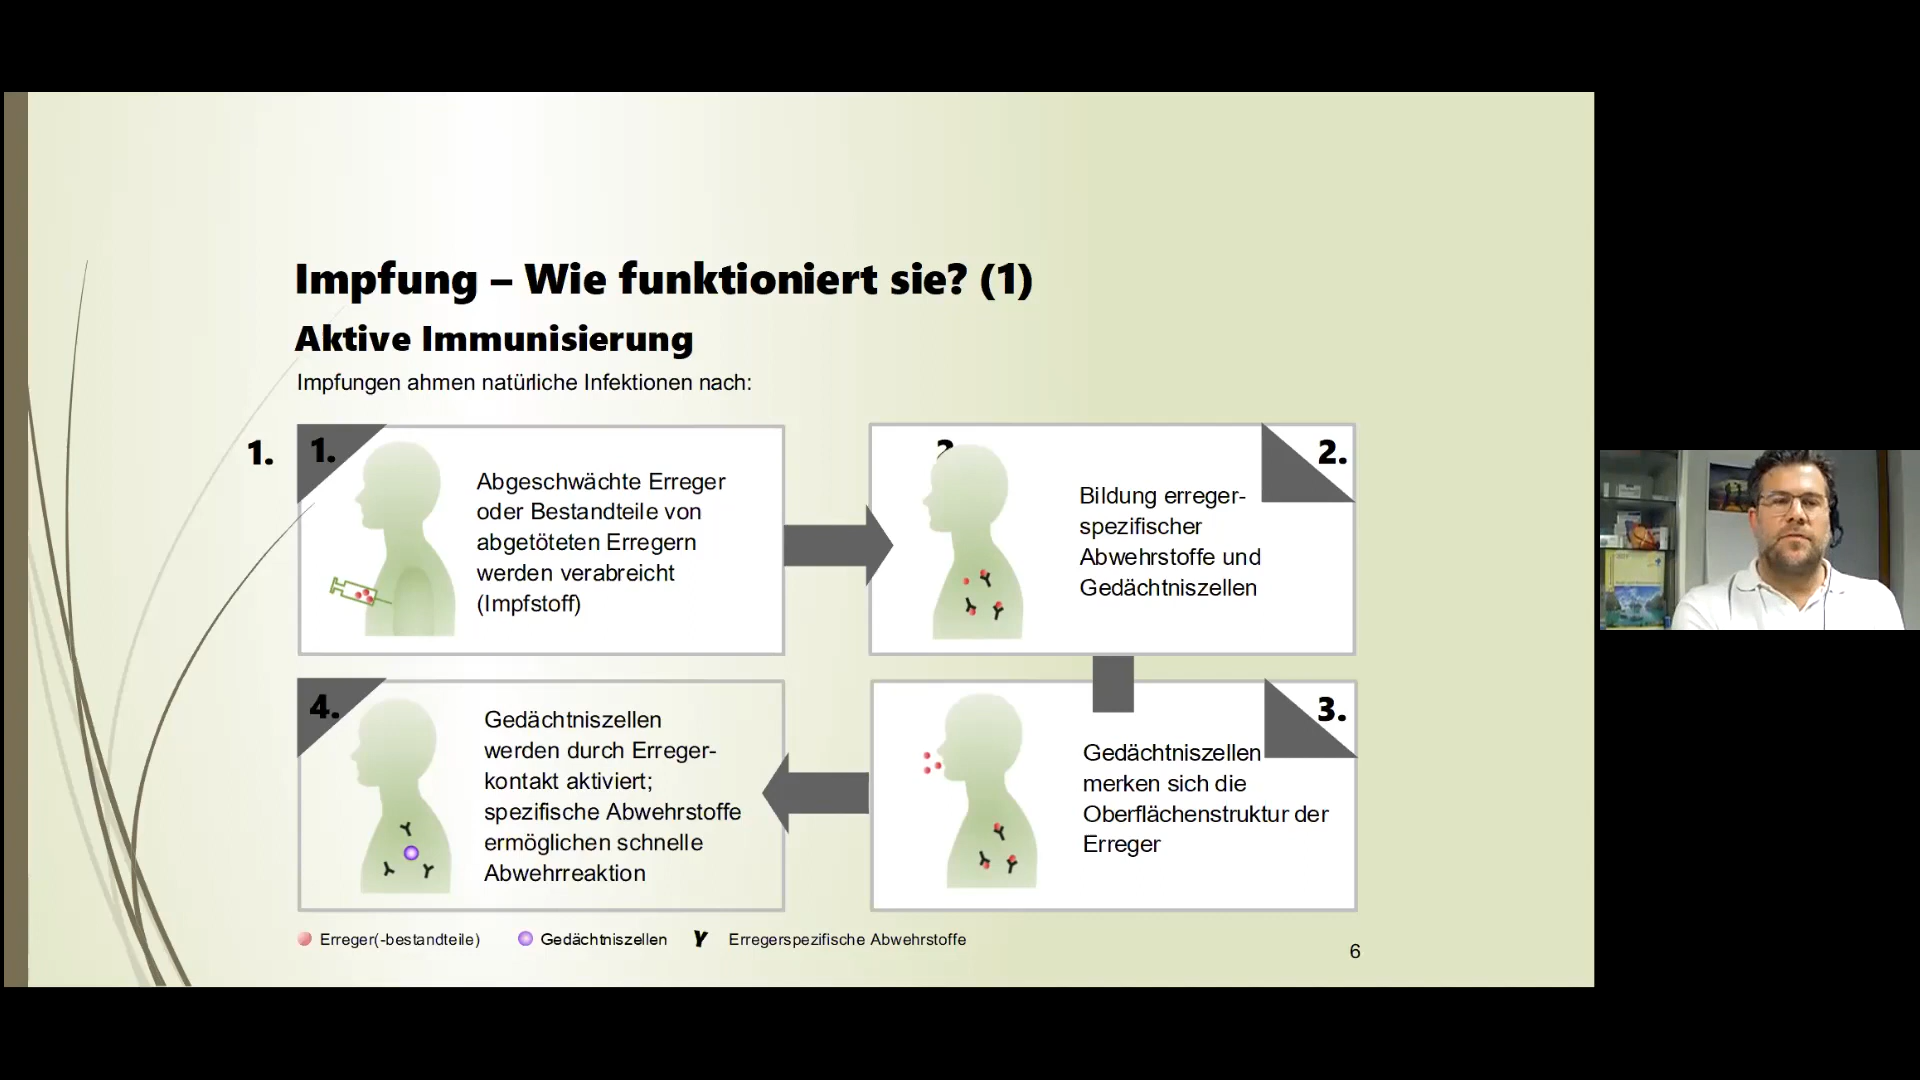 Impfung – Wie funktioniert sie? (1)
Aktive Immunisierung
Impfungen ahmen natürliche Infektionen nach:
1.
1.
Abgeschwächte Erreger
oder Bestandteile von
abgetöteten Erregern
werden verabreicht
(Impfstoff)
2.
Bildung erreger-
spezifischer
Abwehrstoffe und
Gedächtniszellen
4.
Gedächtniszellen
werden durch Erreger-
kontakt aktiviert;
spezifische Abwehrstoffe
ermöglichen schnelle
Abwehrreaktion
3.
Gedächtniszellen
merken sich die
Oberflächenstruktur der
Erreger
Erreger(-bestandteile)
Gedächtniszellen
Erregerspezifische Abwehrstoffe
6